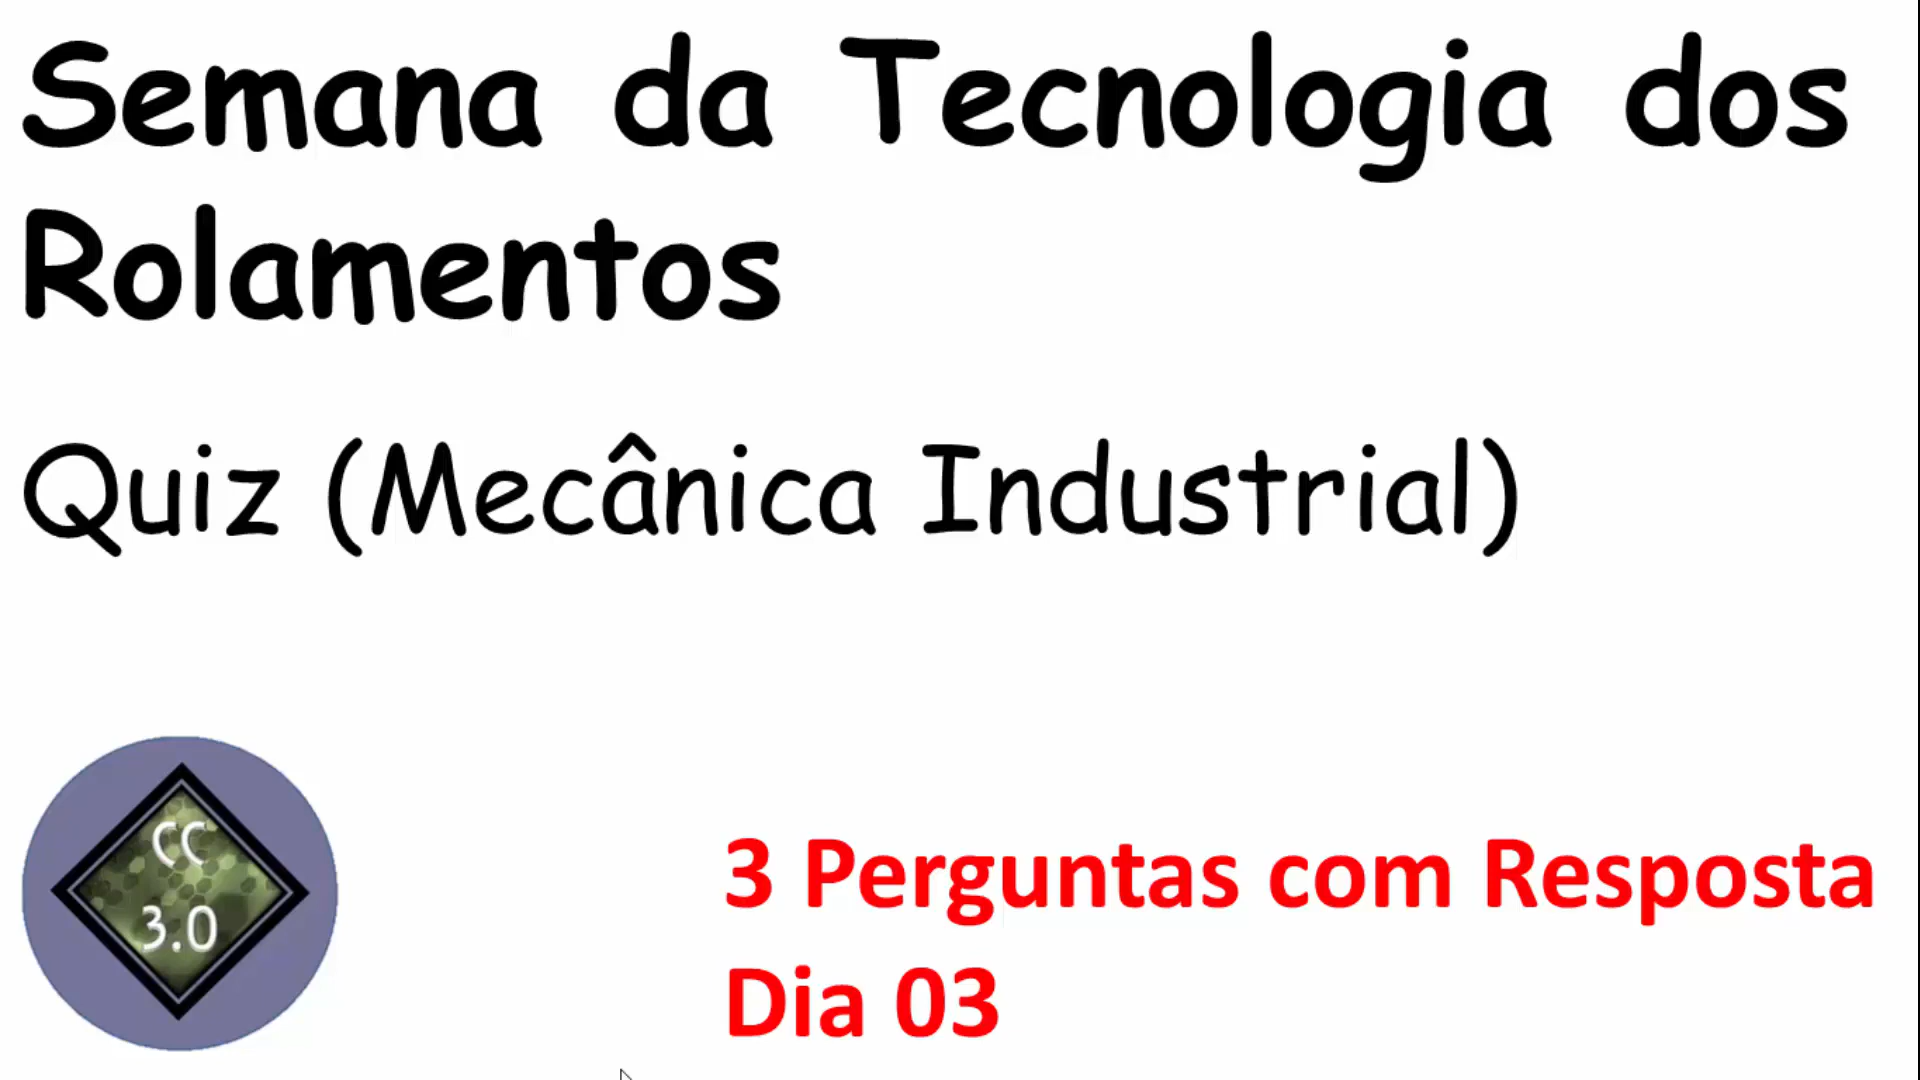 Semana da Tecnologia dos
Rolamentos
Quiz (Mecânica Industrial)
CC
3.0
3 Perguntas com Resposta
Dia 03